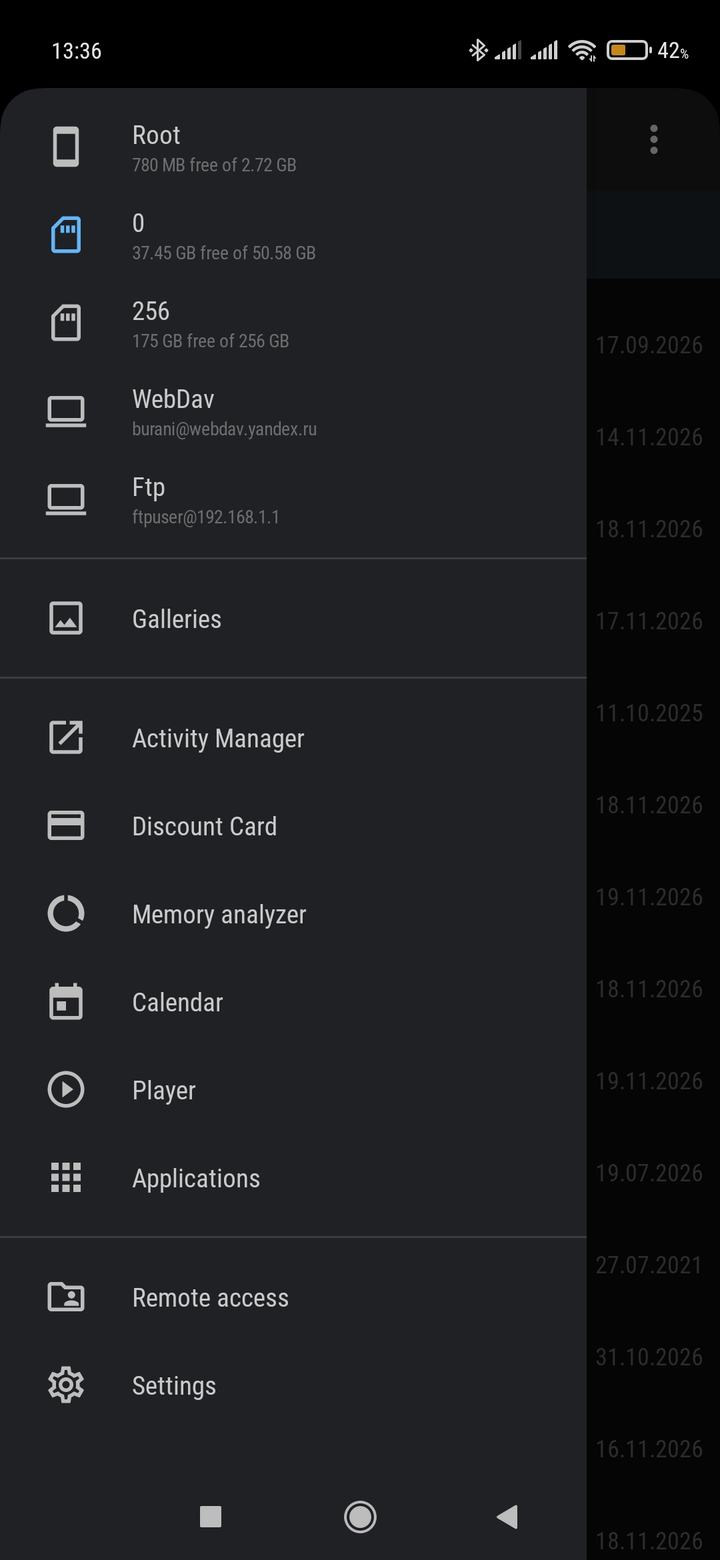 13:36
42%
Root
780 MB free of 2.72 GB
0
37.45 GB free of 50.58 GB
256
175 GB free of 256 GB
17.09.2026
WebDav
burani@webdav.yandex.ru
14.11.2026
Ftp
ftpuser@192.168.1.1
18.11.2026
Galleries
17.11.2026
11.10.2025
Activity Manager
18.11.2026
Discount Card
19.11.2026
Memory analyzer
18.11.2026
Calendar
19.11.2026
Player
19.07.2026
Applications
27.07.2021
Remote access
31.10.2026
Settings
16.11.2026
18.11.2026